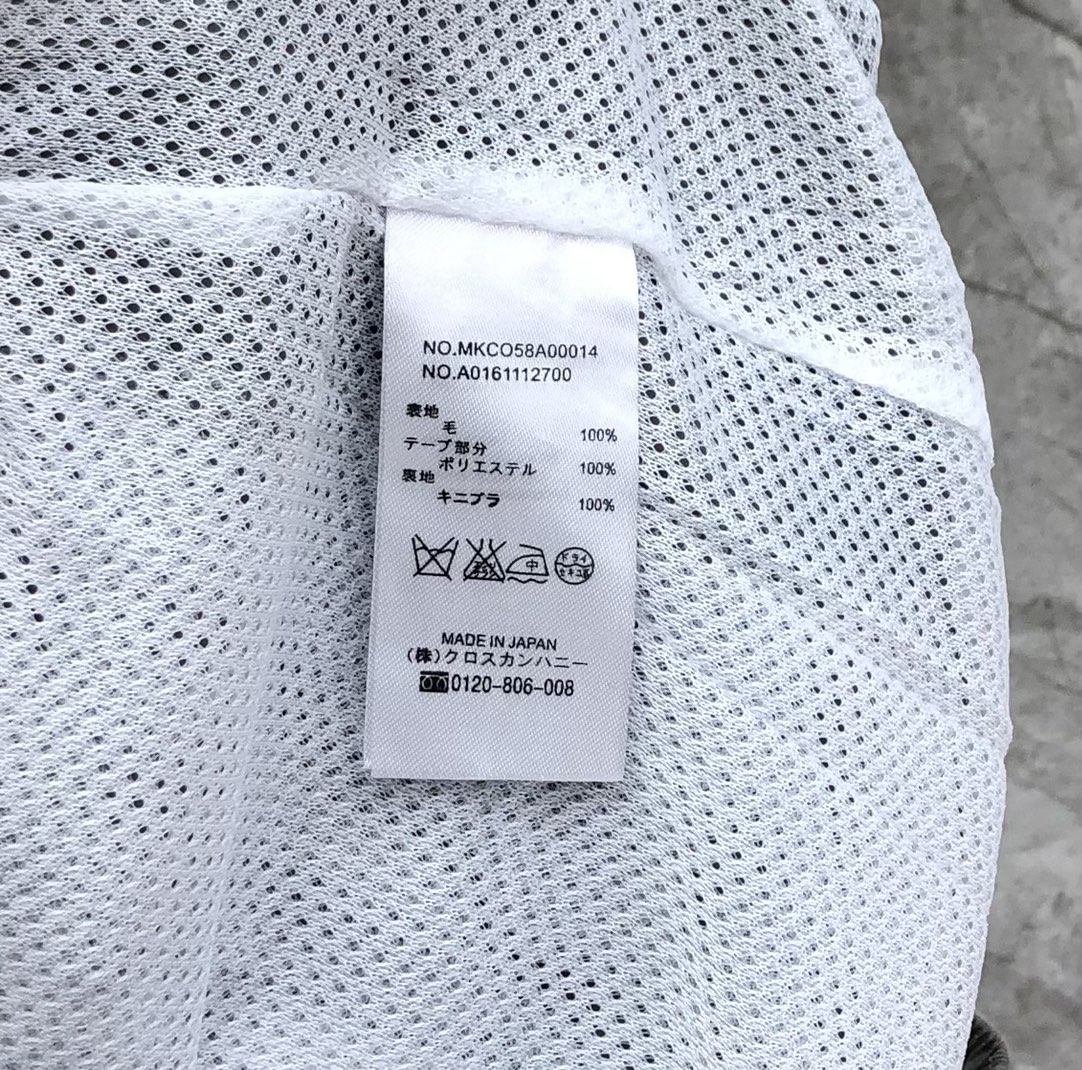 NO.MKCO58A00014
NO.A0161112700
表地
毛 100%
テープ部分
ポリエステル 100%
裏地
キニブラ 100%
中
ドライ
MADE IN JAPAN
(株)クロスカンハニー
0120-806-008